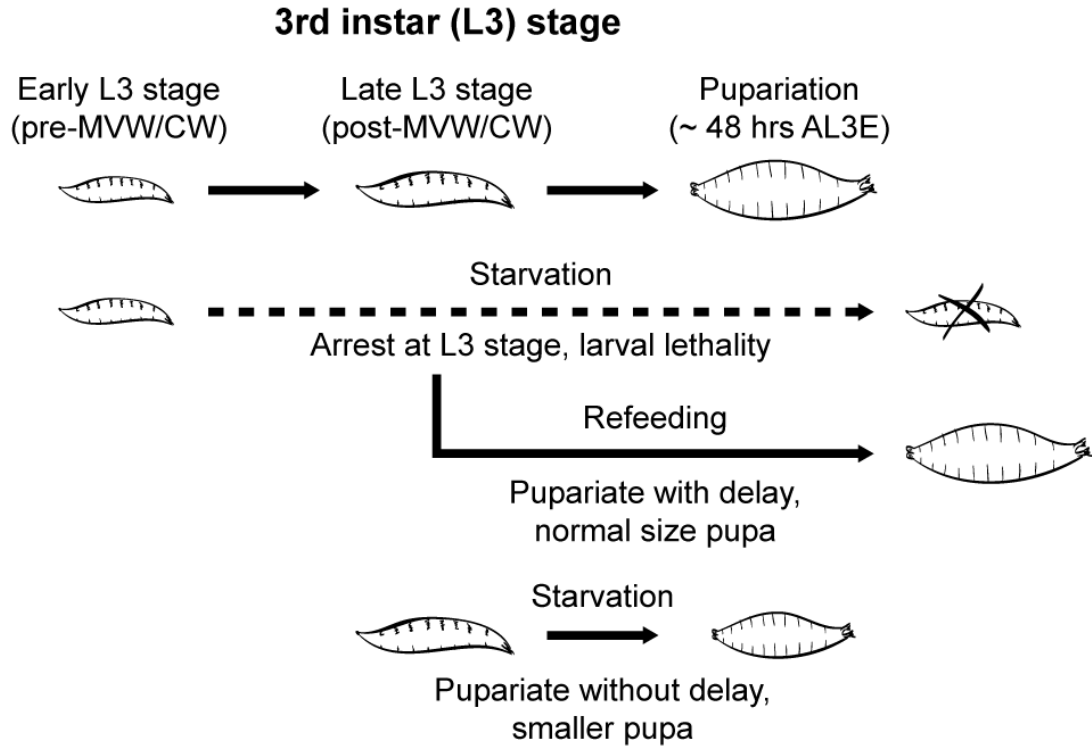 3rd instar (L3) stage
Early L3 stage
(pre-MVW/CW)
Late L3 stage
(post-MVW/CW)
Pupariation
(~ 48 hrs AL3E)
Starvation
Arrest at L3 stage, larval lethality
Refeeding
Pupariate with delay,
normal size pupa
Starvation
Pupariate without delay,
smaller pupa